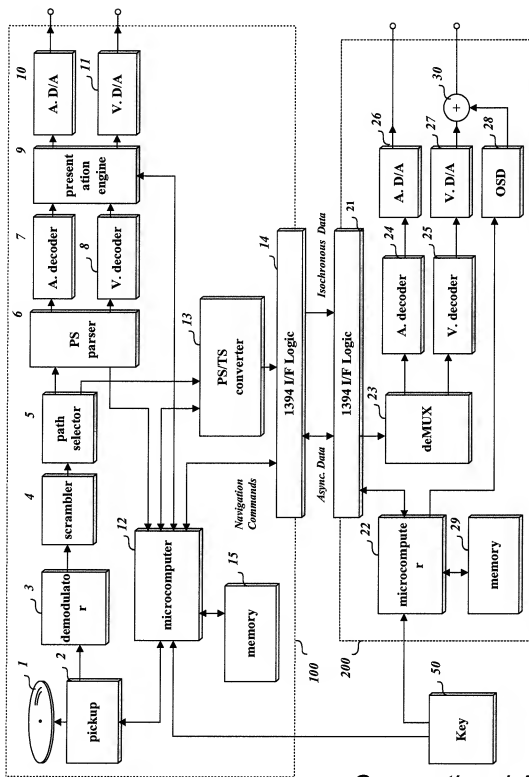 1
2
pickup
3
demodulato
r
4
scrambler
5
path
selector
6
PS
parser
7
A. decoder
8
V. decoder
9
present
ation
engine
10
A. D/A
11
V. D/A
12
microcomputer
15
memory
13
PS/TS
converter
Navigation
Commands
14
1394 I/F Logic
100
Async. Data
Isochronous Data
21
1394 I/F Logic
22
microcompute
r
29
memory
23
deMUX
24
A. decoder
25
V. decoder
26
A. D/A
27
V. D/A
28
OSD
30
+
200
50
Key